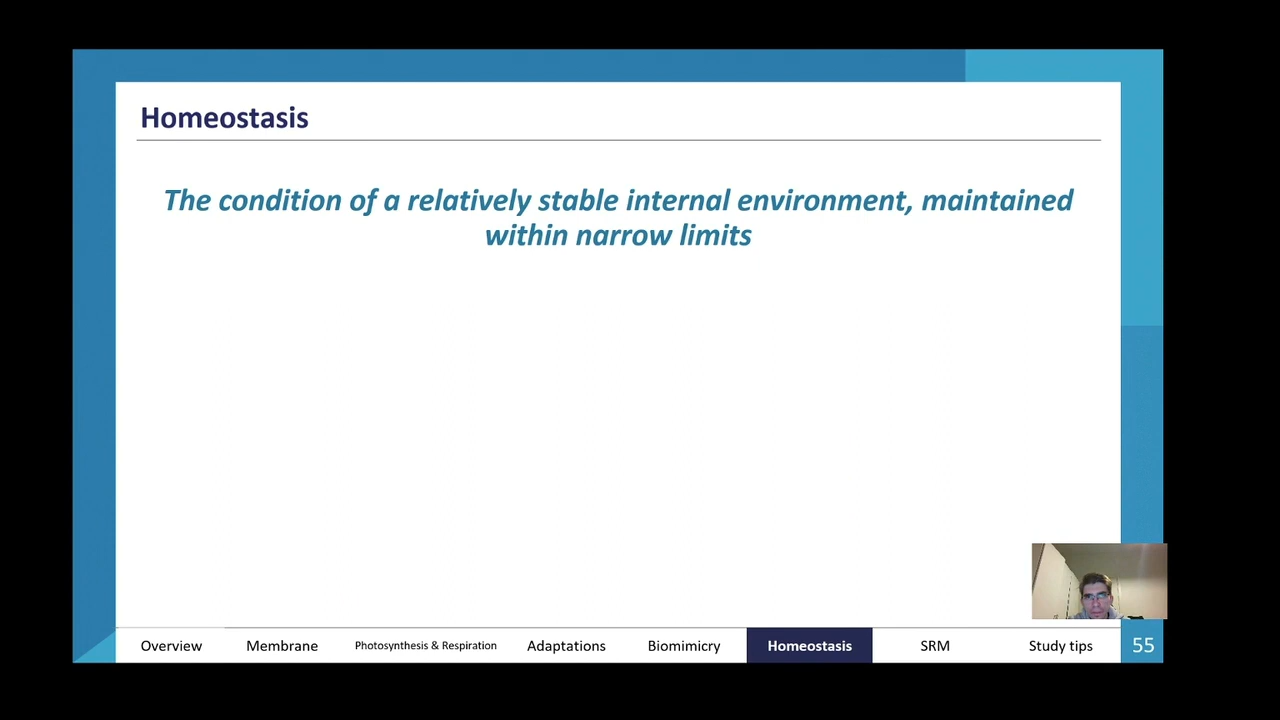 Homeostasis
The condition of a relatively stable internal environment, maintained
within narrow limits
Overview Membrane Photosynthesis & Respiration Adaptations Biomimicry Homeostasis SRM Study tips 55